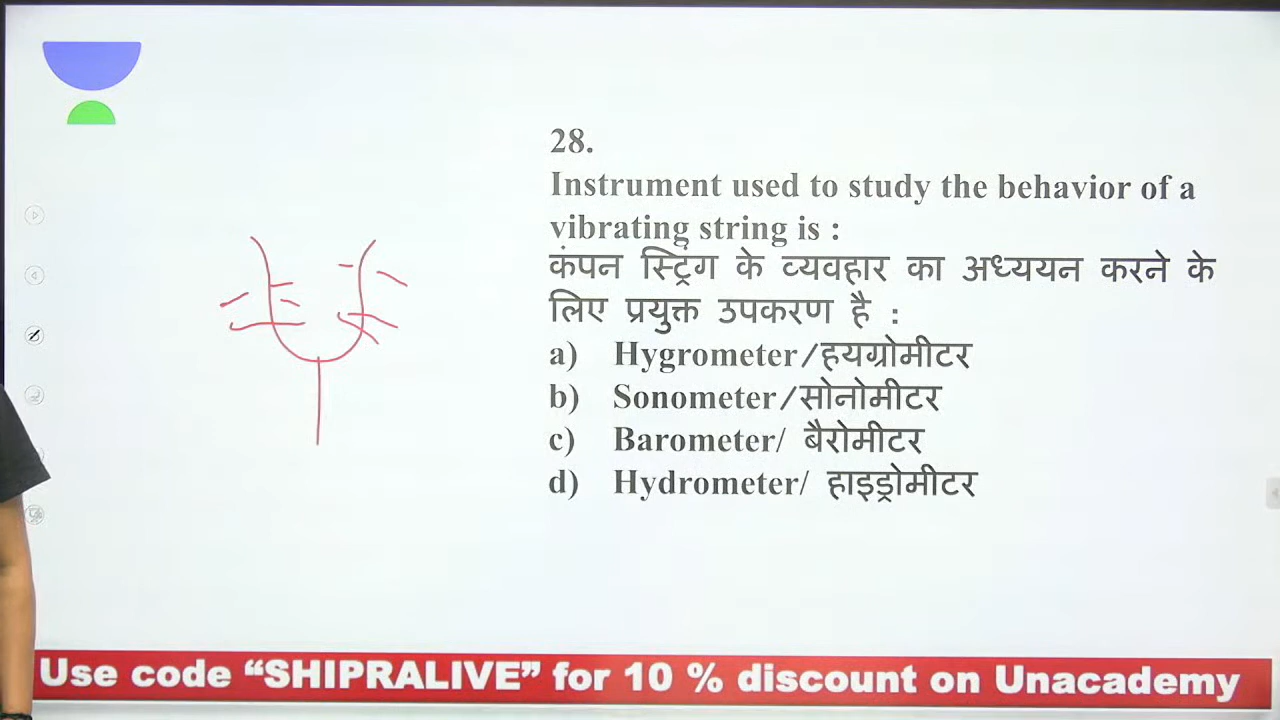 28.
Instrument used to study the behavior of a
vibrating string is :
कंपन स्ट्रिंग के व्यवहार का अध्ययन करने के
लिए प्रयुक्त उपकरण है :
a) Hygrometer/हयग्रोमीटर
b) Sonometer/सोनोमीटर
c) Barometer/ बैरोमीटर
d) Hydrometer/ हाइड्रोमीटर
Use code “SHIPRALIVE” for 10 % discount on Unacademy